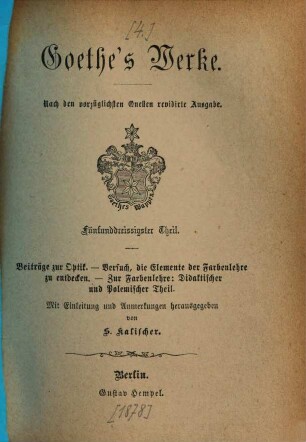 [4.]
Goethe's Werke.
Nach den vorzüglichsten Quellen revidirte Ausgabe.
Goethes Wappen
Fünfunddreissigster Theil.
Beiträge zur Optik. — Versuch, die Elemente der Farbenlehre
zu entdecken. — Zur Farbenlehre: Didaktischer
und Polemischer Theil.
Mit Einleitung und Anmerkungen herausgegeben
von
S. Kalischer.
Berlin.
Gustav Hempel.
[1878]